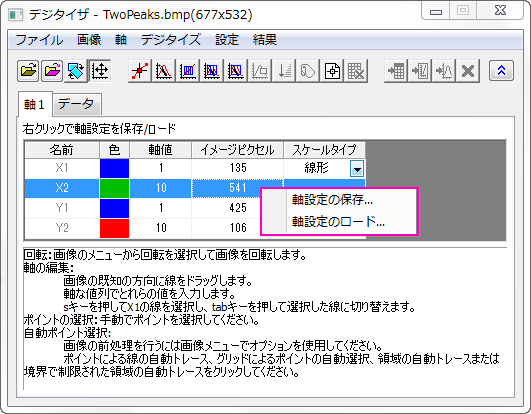 デジタイザ - TwoPeaks.bmp(677x532)
ファイル 画像 軸 デジタイズ 設定 結果
軸 1 データ
右クリックで軸設定を保存/ロード
名前 色 軸値 イメージピクセル スケールタイプ
X1 1 135 線形
X2 10 541
Y1 1 425
Y2 10 106
軸設定の保存...
軸設定のロード...
回転: 画像のメニューから回転を選択して画像を回転します。
軸の編集:
画像の既知の方向に線をドラッグします。
軸な値列でとれらの値を入力します。
sキーを押してX1の線を選択し、tabキーを押して選択した線に切り替えます。
ポイントの選択: 手動でポイントを選択してください。
自動ポイント選択:
画像の前処理を行うには画像メニューでオプションを使用してください。
ポイントによる線の自動トレース、グリッドによるポイントの自動選択、領域の自動トレースまたは
境界で制限された領域の自動トレースをクリックしてください。